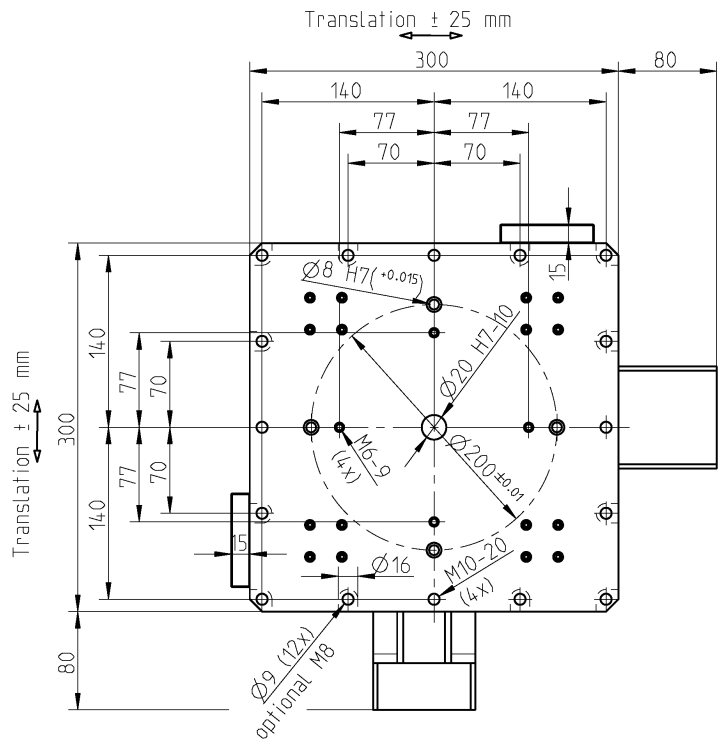 Translation ± 25 mm
300
80
140
140
77
77
70
70
Ø8 H7(+0.015)
15
Ø20 H7-110
140
77
70
Translation ± 25 mm
300
M6-9
(4x)
Ø200±0.01
77
70
140
15
Ø16
M10-20
(4x)
80
Ø9 (12x)
optional M8